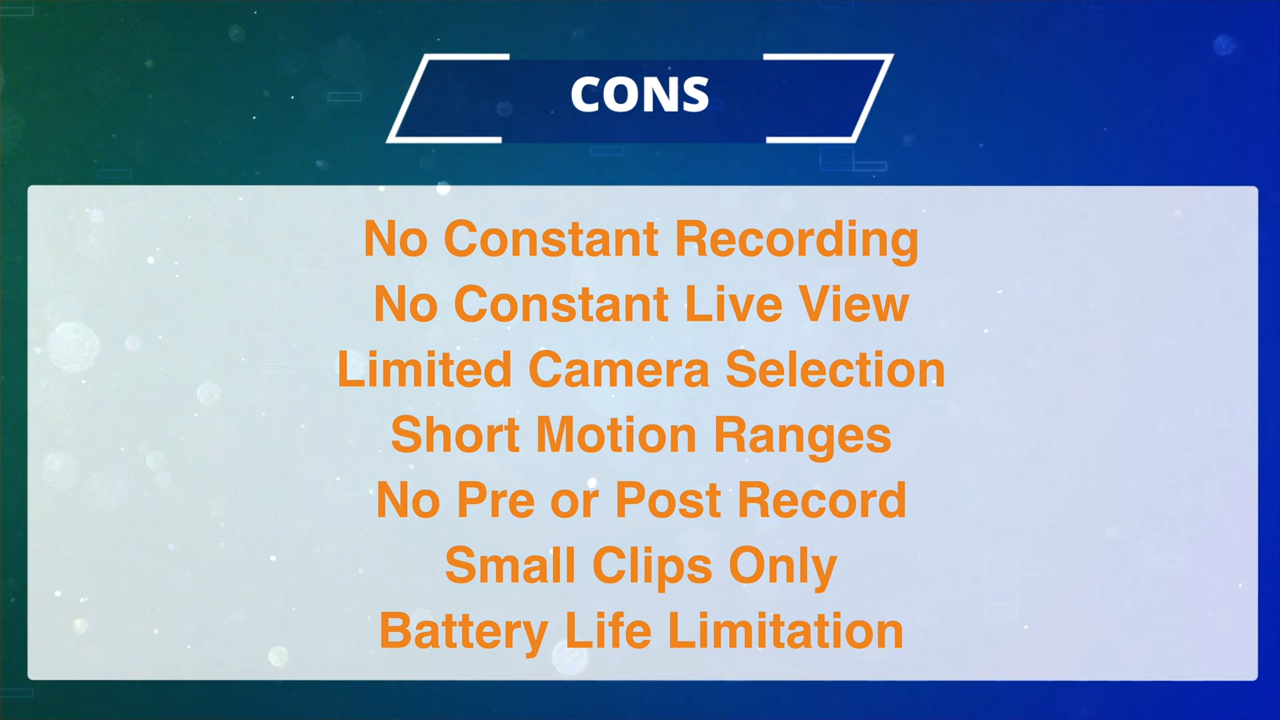 CONS
No Constant Recording
No Constant Live View
Limited Camera Selection
Short Motion Ranges
No Pre or Post Record
Small Clips Only
Battery Life Limitation